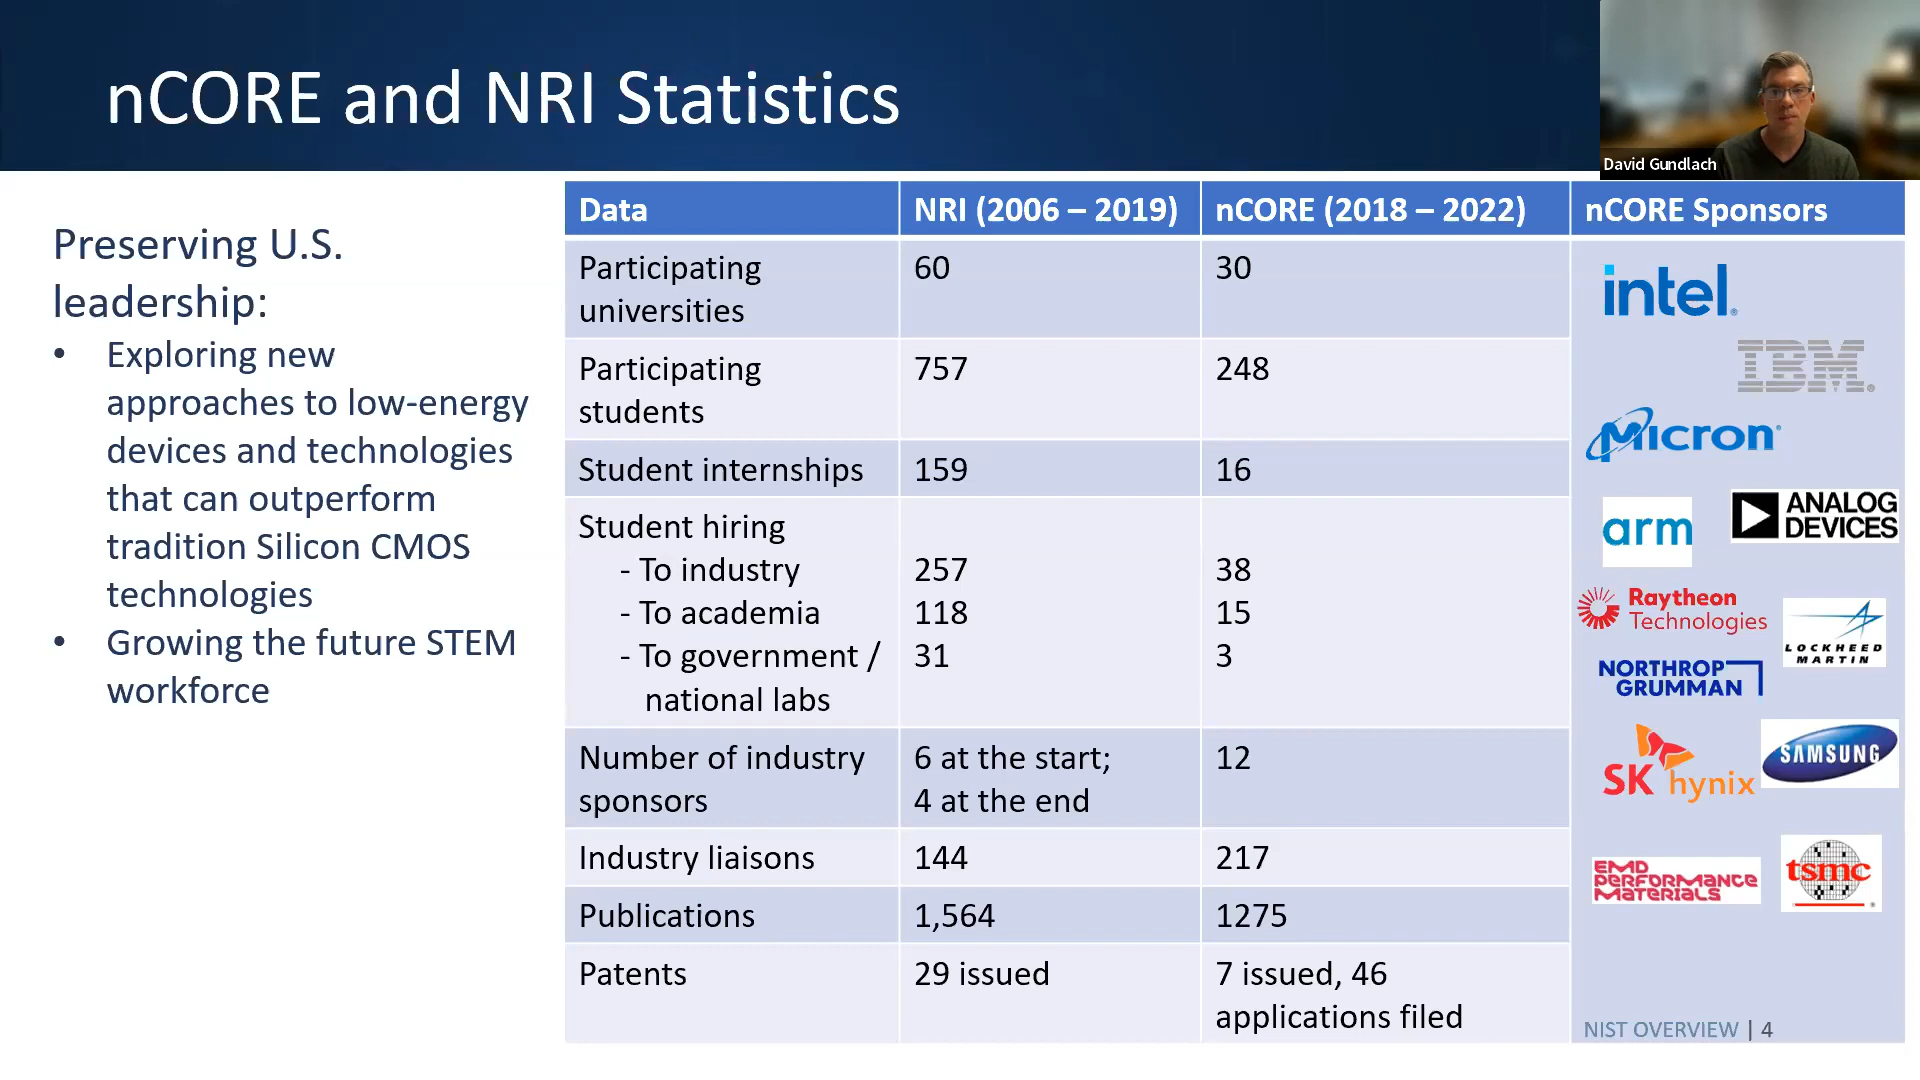 nCORE and NRI Statistics
David Gundlach
Preserving U.S.
leadership:
• Exploring new
approaches to low-energy
devices and technologies
that can outperform
tradition Silicon CMOS
technologies
• Growing the future STEM
workforce
Data NRI (2006 – 2019) nCORE (2018 – 2022) nCORE Sponsors
Participating 60 30
universities
Participating 757 248
students
Student internships 159 16
Student hiring
- To industry 257 38
- To academia 118 15
- To government / 31 3
national labs
Number of industry 6 at the start; 12
sponsors 4 at the end
Industry liaisons 144 217
Publications 1,564 1275
Patents 29 issued 7 issued, 46
applications filed
intel®
IBM®
Micron®
arm
ANALOG
DEVICES
Raytheon
Technologies
LOCKHEED
MARTIN
NORTHROP
GRUMMAN
SK hynix
SAMSUNG
EMD
PERFORMANCE
MATERIALS
tsmc®
NIST OVERVIEW | 4